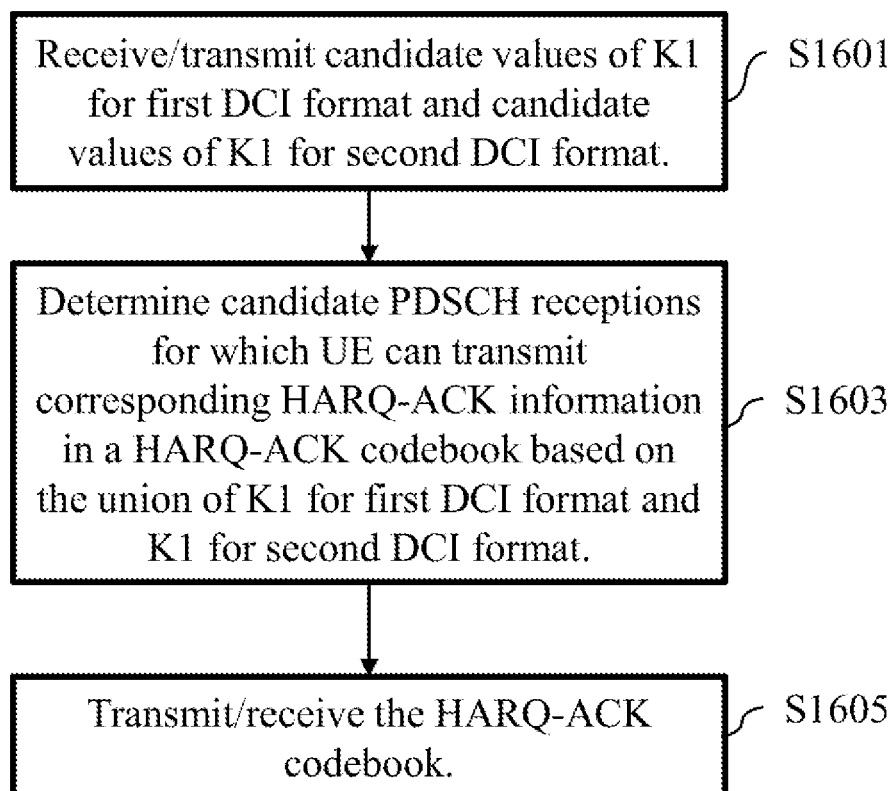 Receive/transmit candidate values of K1
for first DCI format and candidate
values of K1 for second DCI format.
S1601
Determine candidate PDSCH receptions
for which UE can transmit
corresponding HARQ-ACK information
in a HARQ-ACK codebook based on
the union of K1 for first DCI format and
K1 for second DCI format.
S1603
Transmit/receive the HARQ-ACK
codebook.
S1605